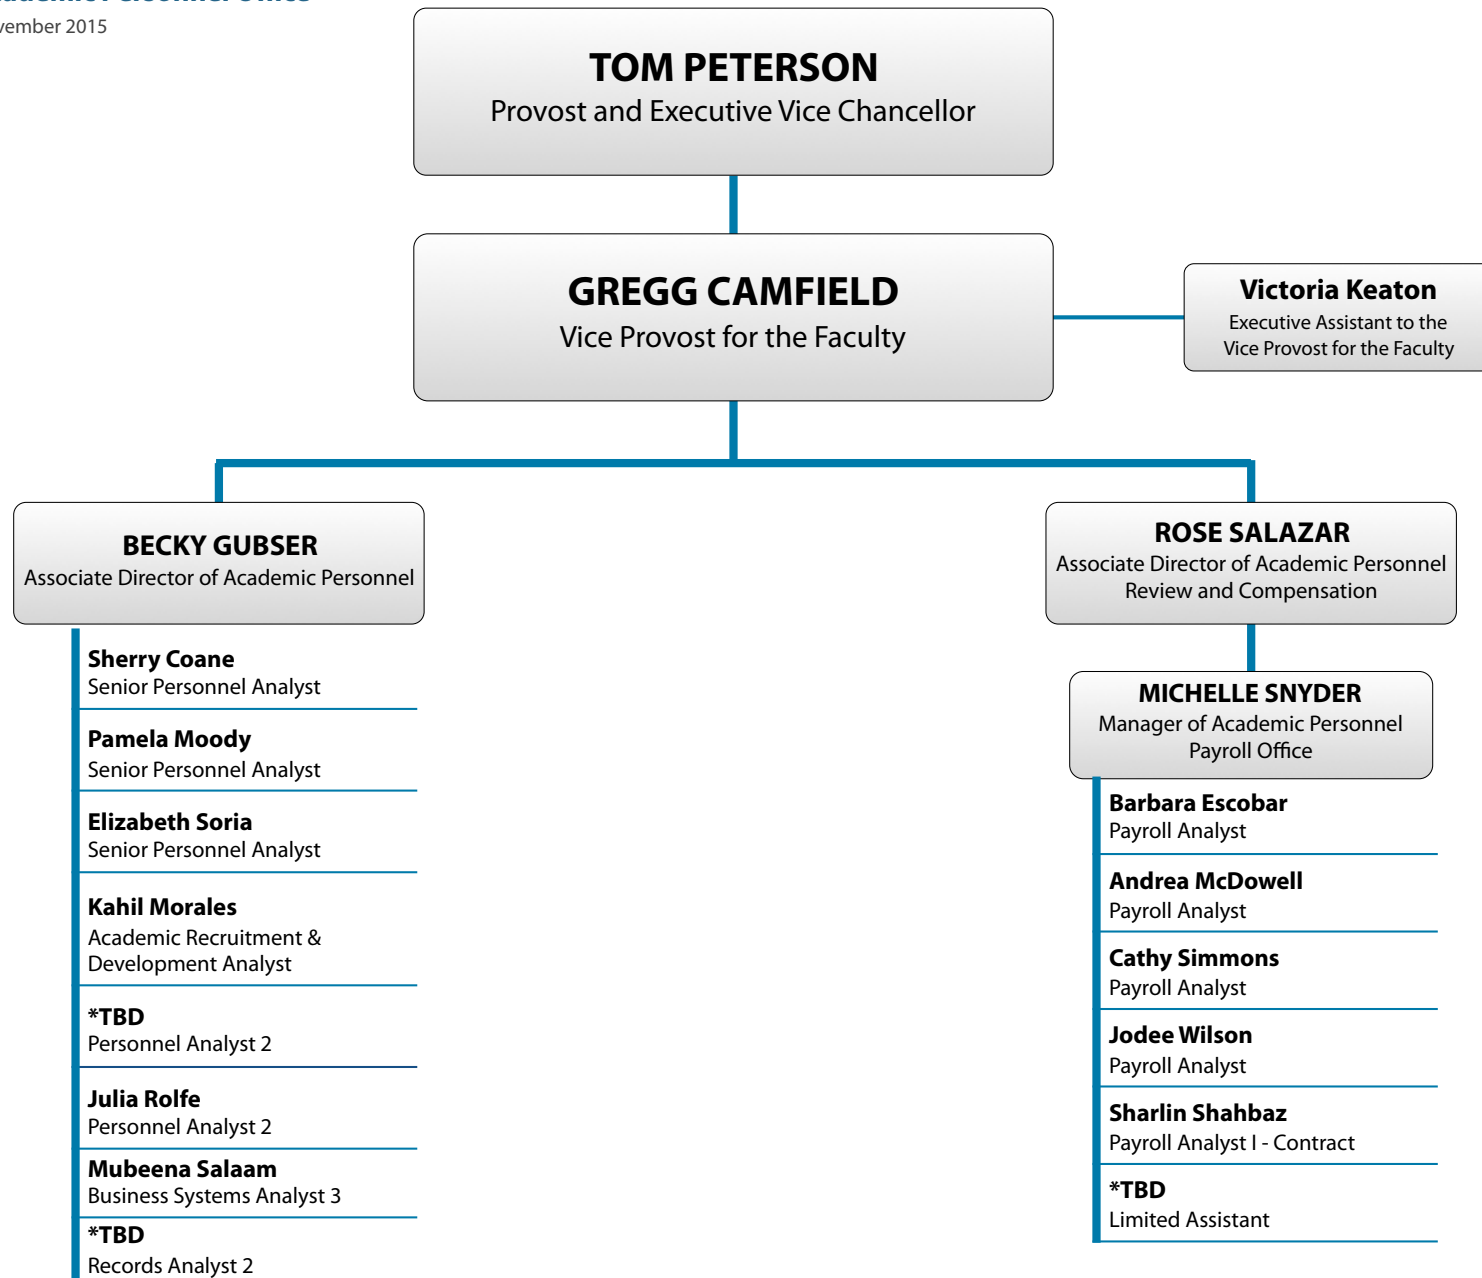 November 2015
TOM PETERSON
Provost and Executive Vice Chancellor
GREGG CAMFIELD
Vice Provost for the Faculty
Victoria Keaton
Executive Assistant to the
Vice Provost for the Faculty
BECKY GUBSER
Associate Director of Academic Personnel
Sherry Coane
Senior Personnel Analyst
Pamela Moody
Senior Personnel Analyst
Elizabeth Soria
Senior Personnel Analyst
Kahil Morales
Academic Recruitment &
Development Analyst
*TBD
Personnel Analyst 2
Julia Rolfe
Personnel Analyst 2
Mubeena Salaam
Business Systems Analyst 3
*TBD
Records Analyst 2
ROSE SALAZAR
Associate Director of Academic Personnel
Review and Compensation
MICHELLE SNYDER
Manager of Academic Personnel
Payroll Office
Barbara Escobar
Payroll Analyst
Andrea McDowell
Payroll Analyst
Cathy Simmons
Payroll Analyst
Jodee Wilson
Payroll Analyst
Sharlin Shahbaz
Payroll Analyst I - Contract
*TBD
Limited Assistant